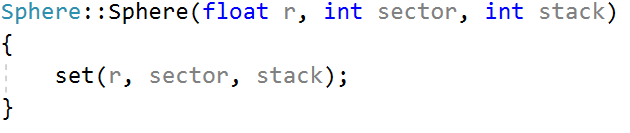 Sphere::Sphere(float r, int sector, int stack)
{
    set(r, sector, stack);
}